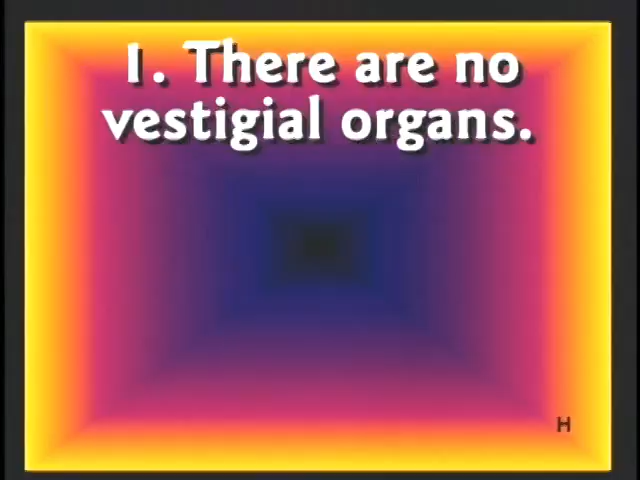 1. There are no
vestigial organs.
H